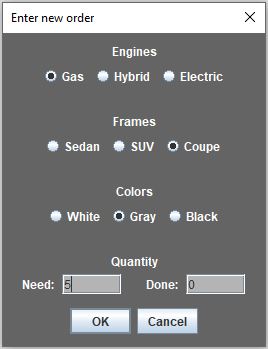 Enter new order
Engines
Gas Hybrid Electric
Frames
Sedan SUV Coupe
Colors
White Gray Black
Quantity
Need: 5 Done: 0
OK Cancel